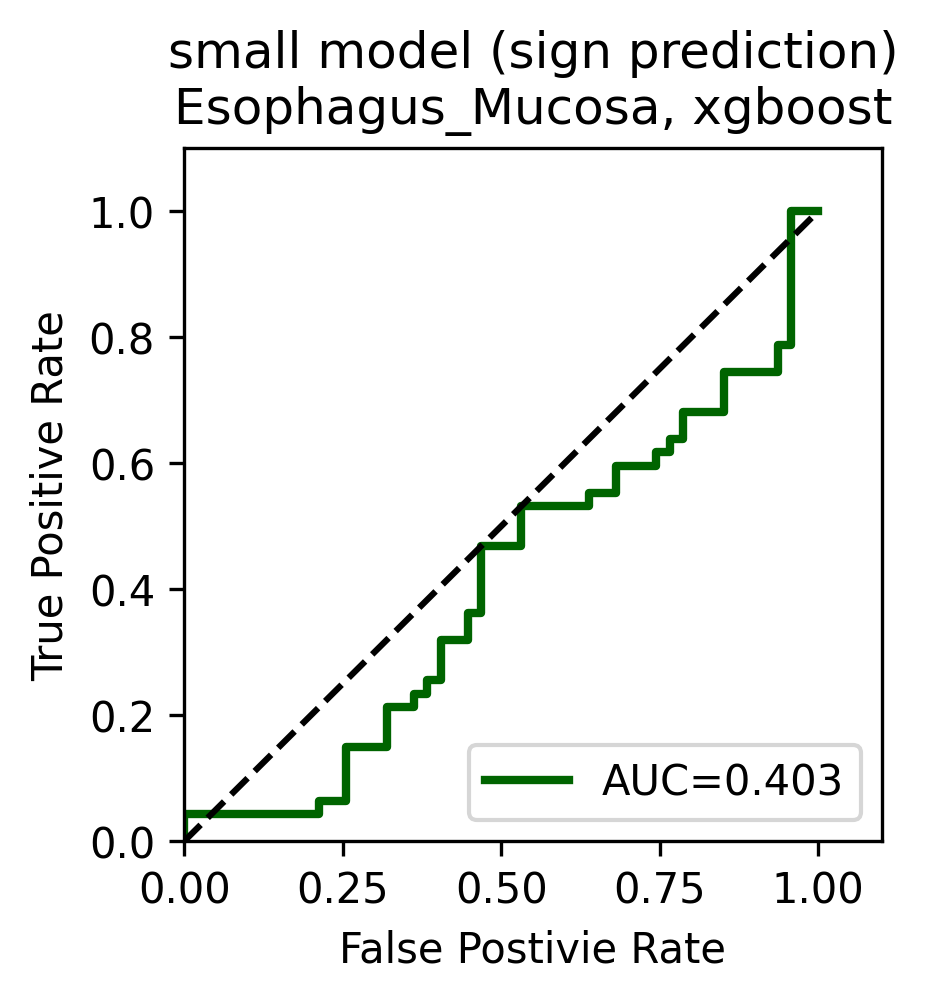 small model (sign prediction)
Esophagus_Mucosa, xgboost
1.0
0.8
0.6
0.4
0.2
0.0
True Positive Rate
AUC=0.403
0.00 0.25 0.50 0.75 1.00
False Postivie Rate